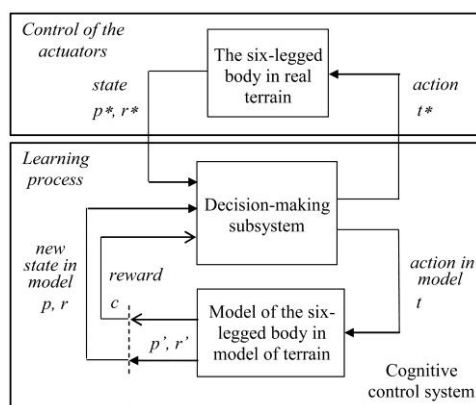 Control of the
actuators
The six-legged
body in real
terrain
state
p*, r*
action
t*
Learning
process
Decision-making
subsystem
new
state in
model
p, r
reward
c
action in
model
t
Model of the six-
legged body in
model of terrain
p’, r’
Cognitive
control system